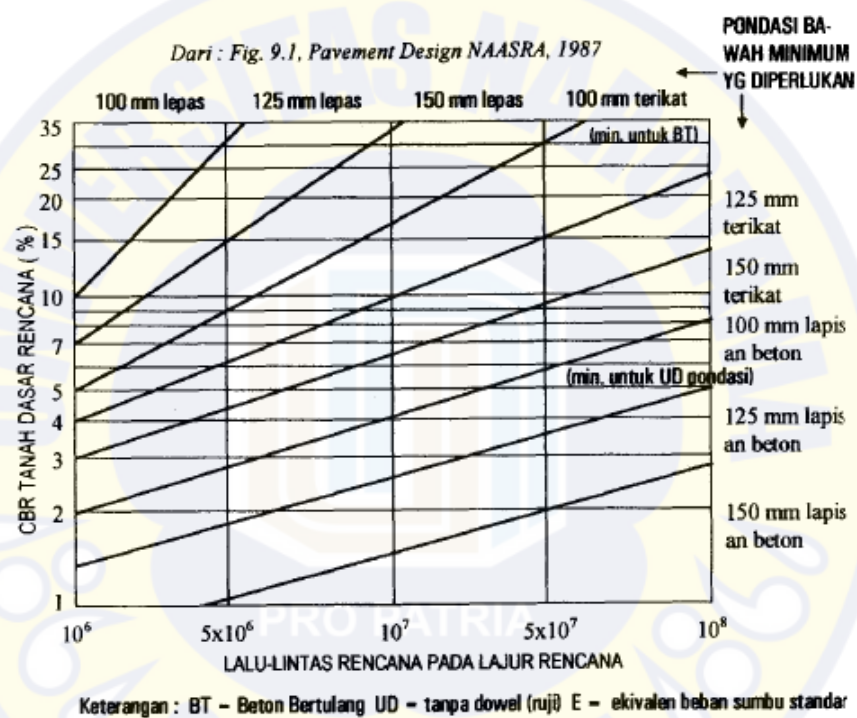 PONDASI BA-
WAH MINIMUM
YG DIPERLUKAN
Dari : Fig. 9.1, Pavement Design NAASRA, 1987
100 mm lepas 125 mm lepas 150 mm lepas 100 mm terikat
(min. untuk BT)
35
25
20
15
10
7
5
4
3
2
1
CBR TANAH DASAR RENCANA ( % )
125 mm
terikat
150 mm
terikat
100 mm lapis
an beton
(min. untuk UD pondasi)
125 mm lapis
an beton
150 mm lapis
an beton
PRO PATRIA
10⁶ 5x10⁶ 10⁷ 5x10⁷ 10⁸
LALU-LINTAS RENCANA PADA LAJUR RENCANA
Keterangan : BT – Beton Bertulang UD – tanpa dowel (ruji) E – ekivalen beban sumbu standar